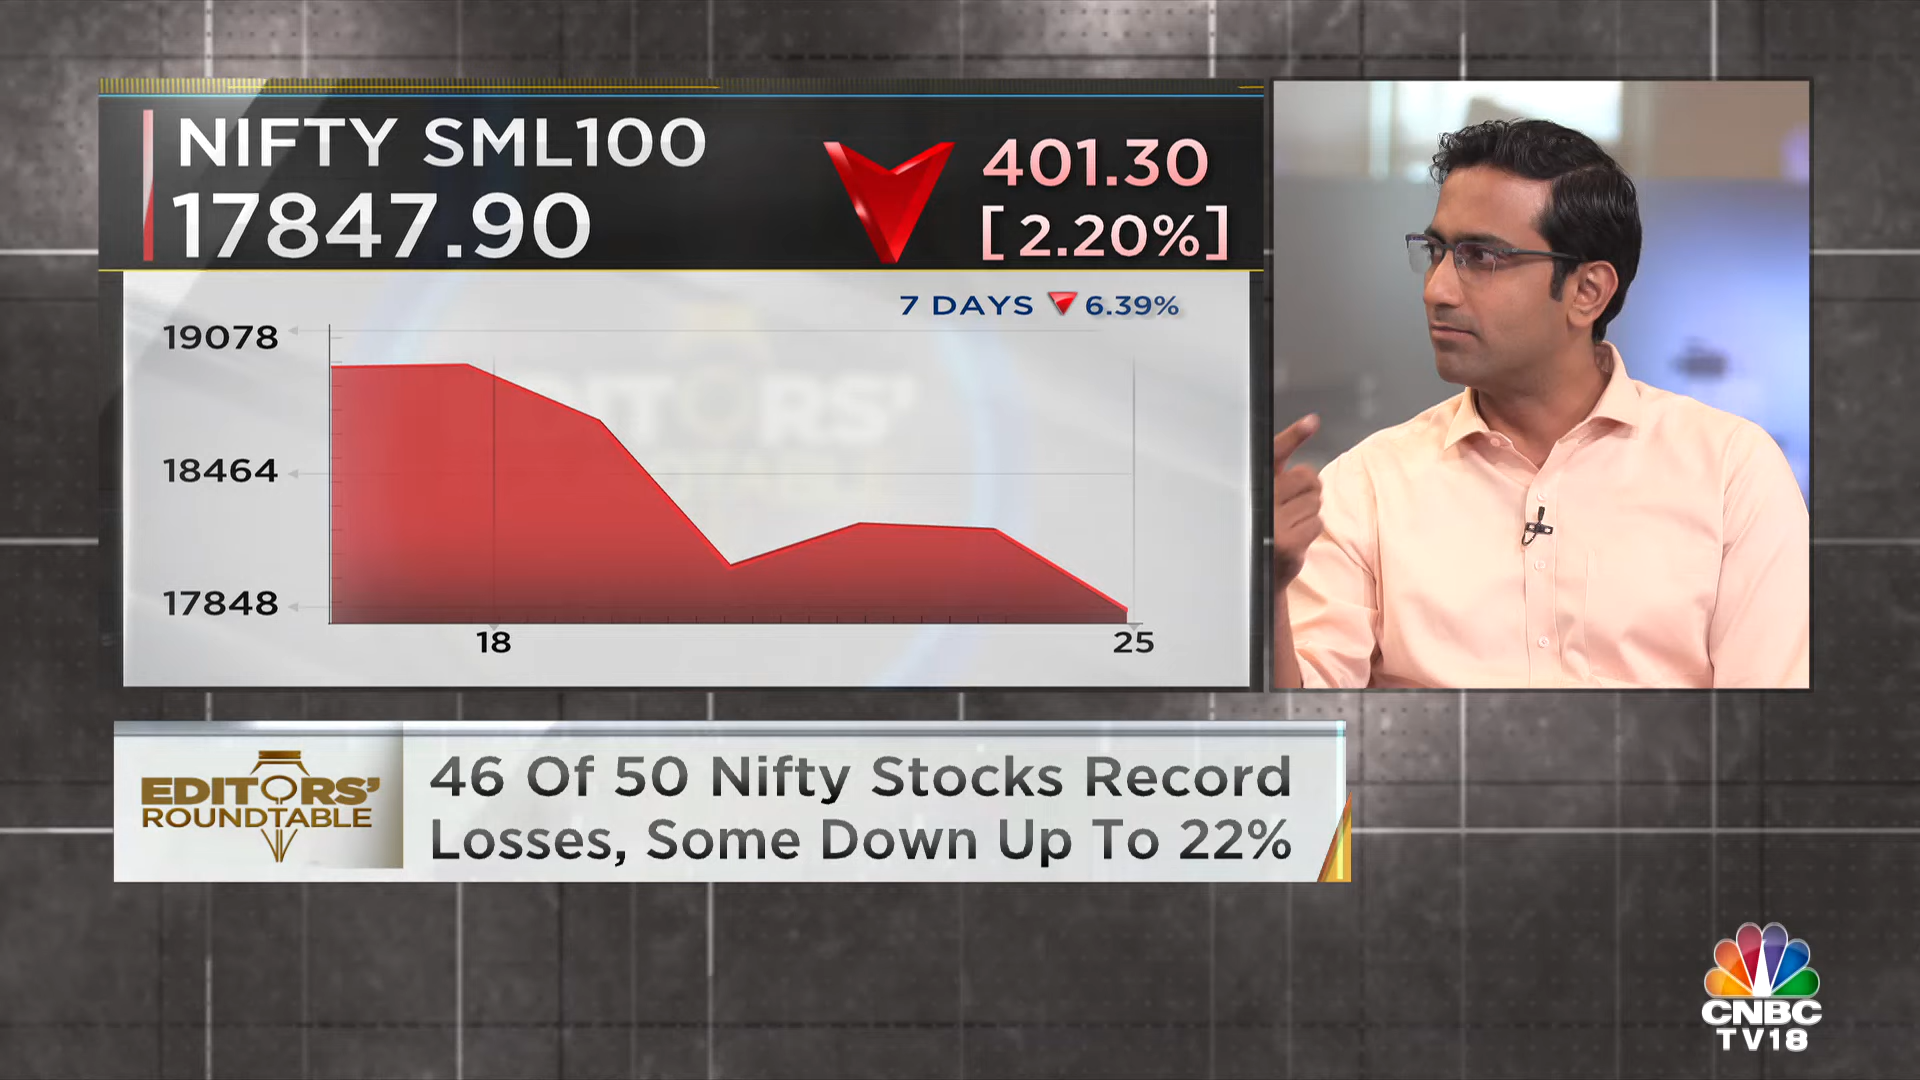 NIFTY SML100
17847.90
401.30
[2.20%]
7 DAYS 6.39%
19078
18464
17848
18
25
EDITORS'
EDITORS'
ROUNDTABLE
46 Of 50 Nifty Stocks Record
Losses, Some Down Up To 22%
CNBC
TV18